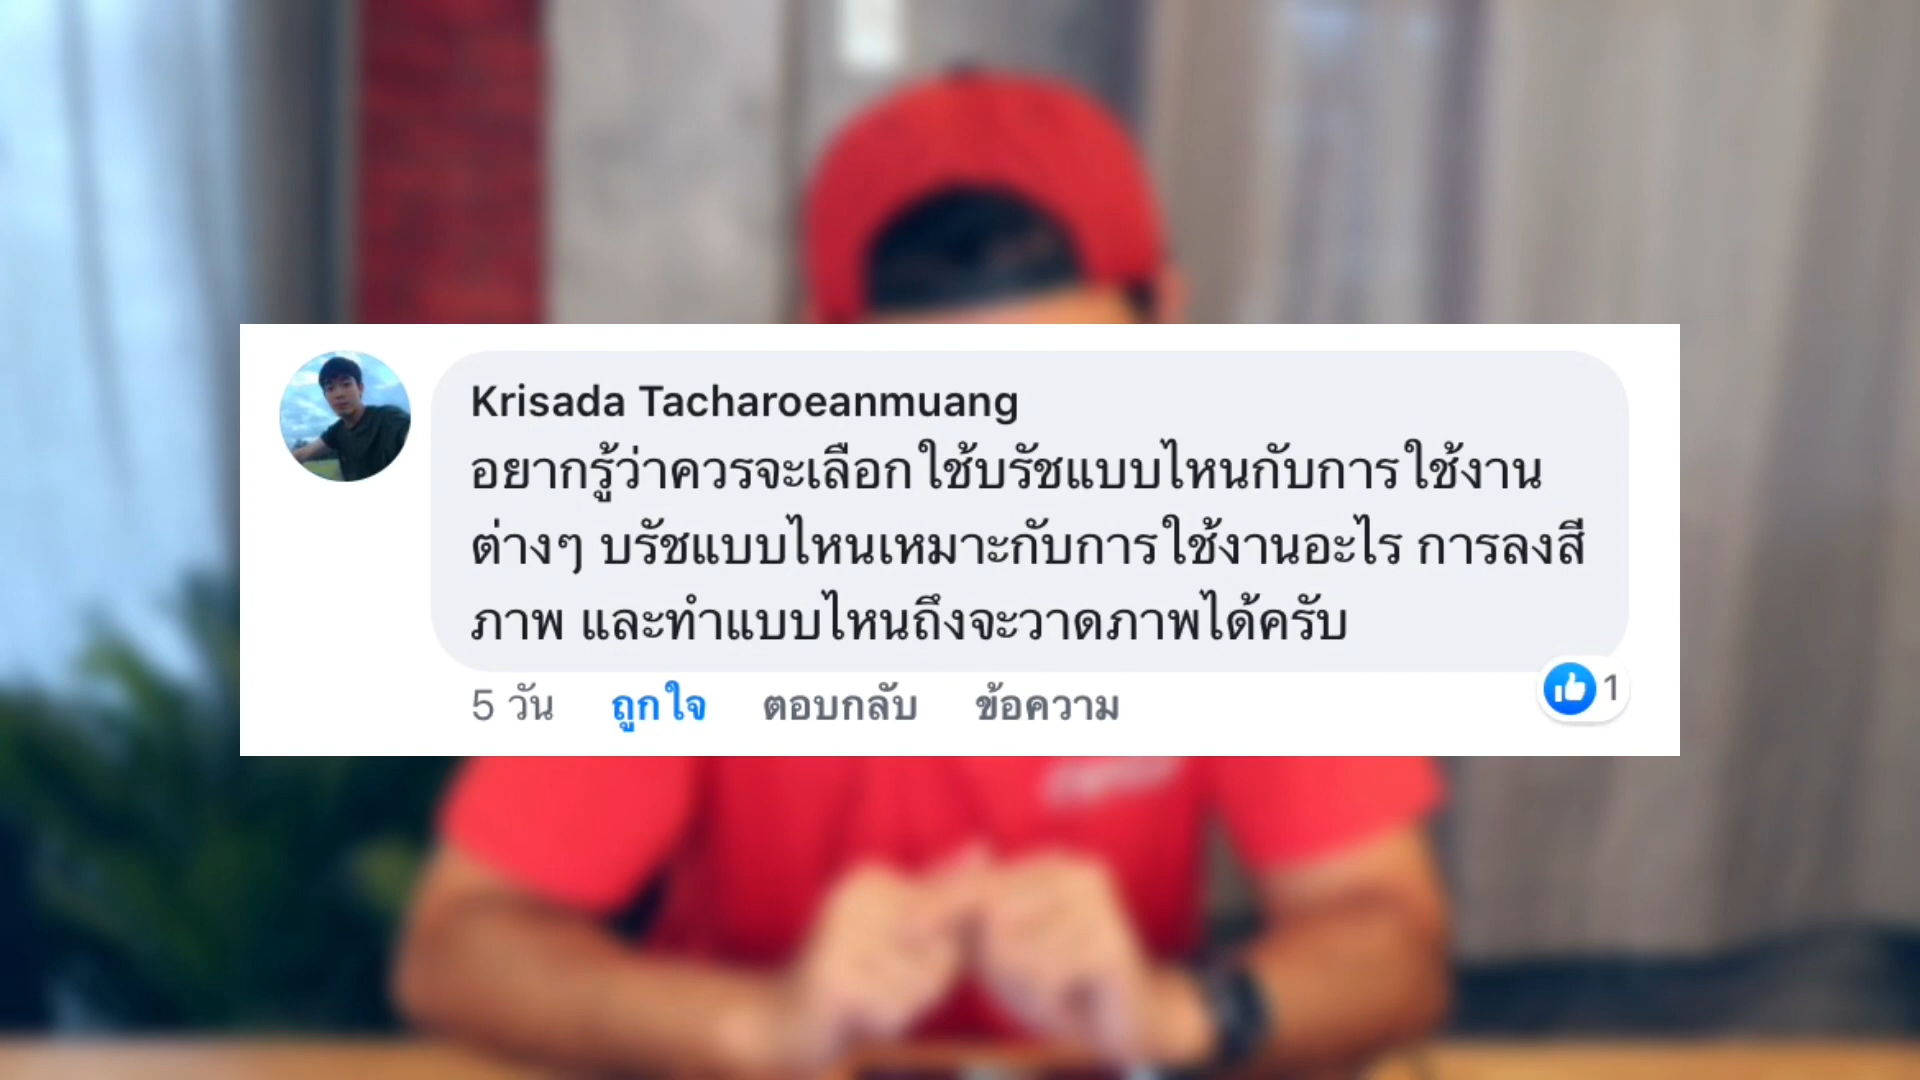 Krisada Tacharoeanmuang
อยากรู้ว่าควรจะเลือกใช้บรัชแบบไหนกับการใช้งาน
ต่างๆ บรัชแบบไหนเหมาะกับการใช้งานอะไร การลงสี
ภาพ และทำแบบไหนถึงจะวาดภาพได้ครับ
5 วัน ถูกใจ ตอบกลับ ข้อความ 1